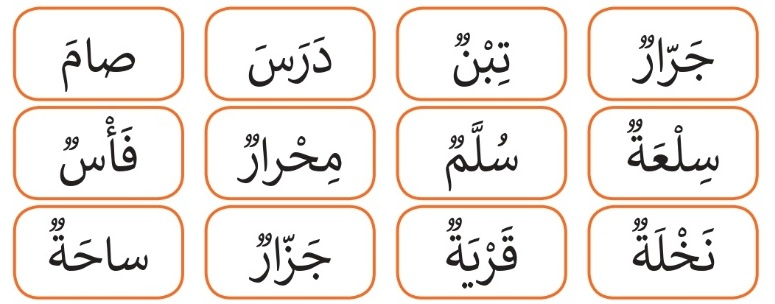 جَرّارٌ تِبْنٌ دَرَسَ صامَ
سِلْعَةٌ سُلَّمٌ مِحْرارٌ فَأْسٌ
نَخْلَةٌ قَرْيَةٌ جَزّارٌ ساحَةٌ